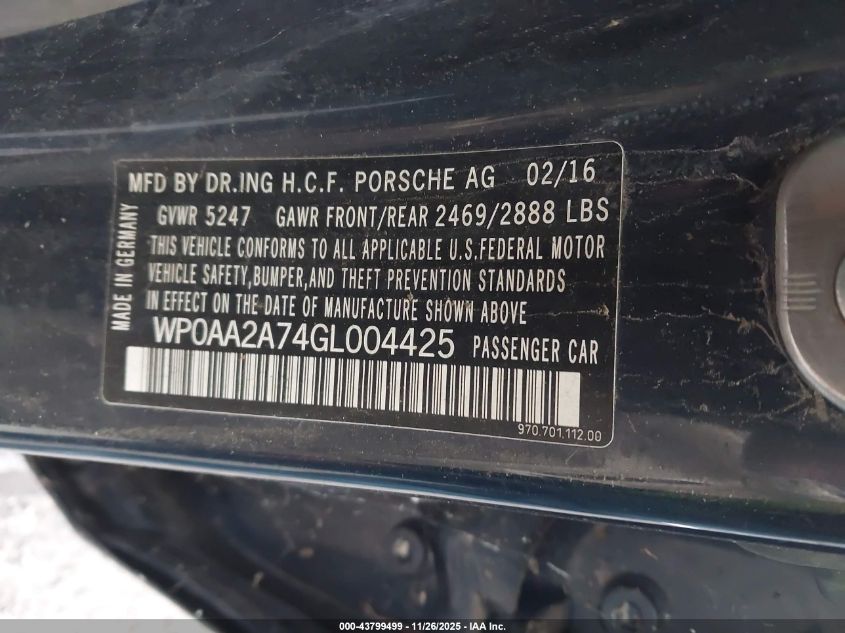 MFD BY DR.ING H.C.F. PORSCHE AG 02/16
GVWR 5247 GAWR FRONT/REAR 2469/2888 LBS
THIS VEHICLE CONFORMS TO ALL APPLICABLE U.S.FEDERAL MOTOR
VEHICLE SAFETY,BUMPER,AND THEFT PREVENTION STANDARDS
IN EFFECT ON THE DATE OF MANUFACTURE SHOWN ABOVE
MADE IN GERMANY
WP0AA2A74GL004425 PASSENGER CAR
970.701.112.00
000-43799499 - 11/26/2025 - IAA Inc.